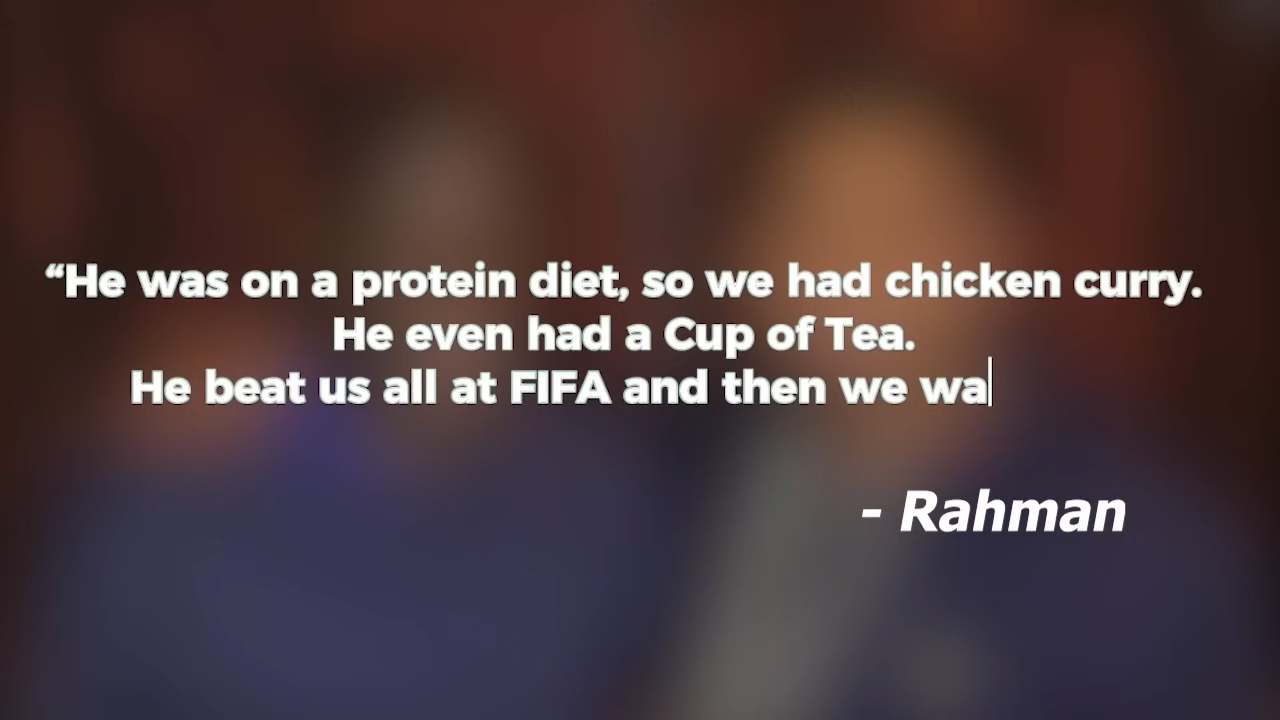 “He was on a protein diet, so we had chicken curry.
He even had a Cup of Tea.
He beat us all at FIFA and then we wa
- Rahman